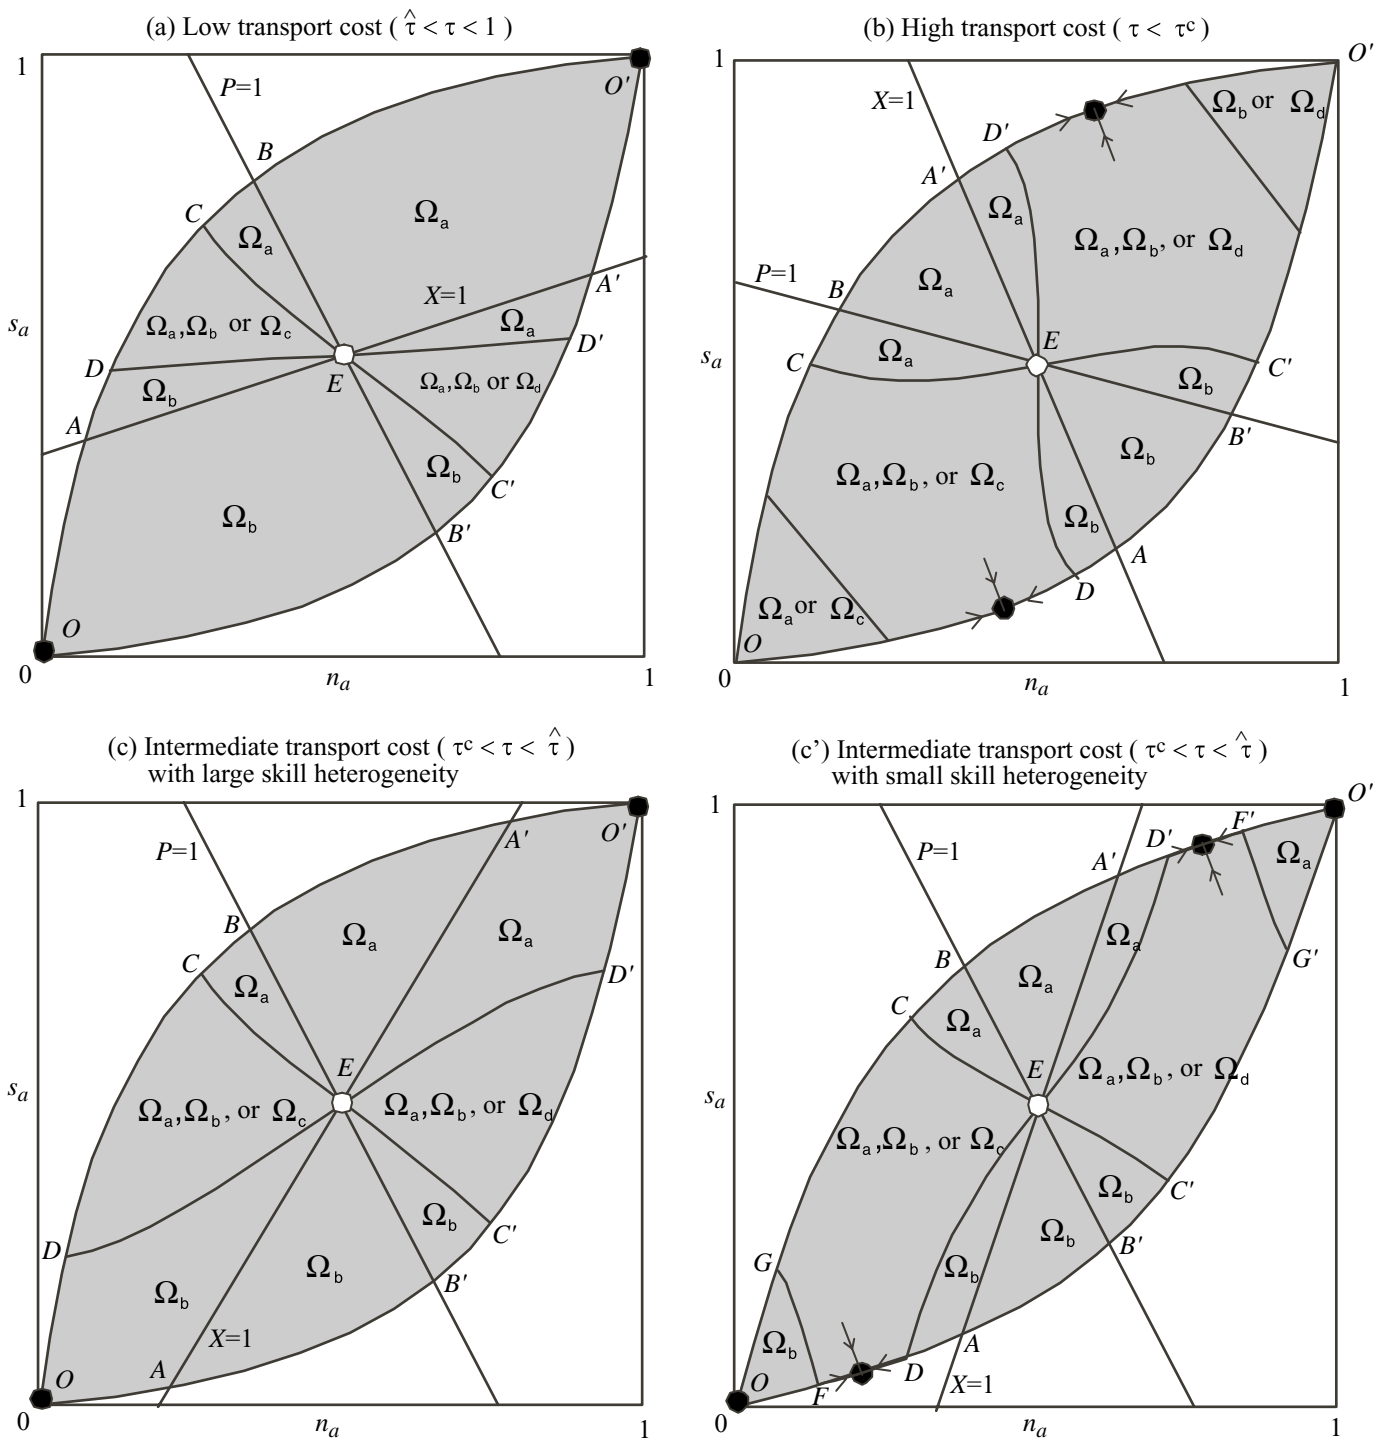 (a) Low transport cost ( τ̂ < τ < 1 )
1
P=1
O'
B
C
Ωa
Ωa
X=1
A'
sa
Ωa,Ωb or Ωc
Ωa
D'
D
E
Ωb
Ωa,Ωb or Ωd
A
Ωb
C'
Ωb
B'
O
0
na
1
(b) High transport cost ( τ < τc )
O'
1
X=1
Ωb or Ωd
D'
A'
Ωa
Ωa,Ωb, or Ωd
P=1
B
Ωa
E
sa
C
Ωa
C'
Ωb
B'
Ωb
Ωa,Ωb, or Ωc
Ωb
A
D
Ωa or Ωc
O
0
na
1
(c) Intermediate transport cost ( τc < τ < τ̂ )
with large skill heterogeneity
1
A'
O'
P=1
B
Ωa
Ωa
C
Ωa
D'
E
sa
Ωa,Ωb, or Ωc
Ωa,Ωb, or Ωd
Ωb
C'
D
Ωb
Ωb
B'
X=1
O
A
0
na
1
(c’) Intermediate transport cost ( τc < τ < τ̂ )
with small skill heterogeneity
O'
1
D'
F'
P=1
A'
Ωa
Ωa
B
Ωa
G'
C
Ωa
E
Ωa,Ωb, or Ωd
sa
Ωa,Ωb, or Ωc
Ωb
C'
Ωb
B'
G
Ωb
Ωb
A
O
F
D
X=1
0
na
1